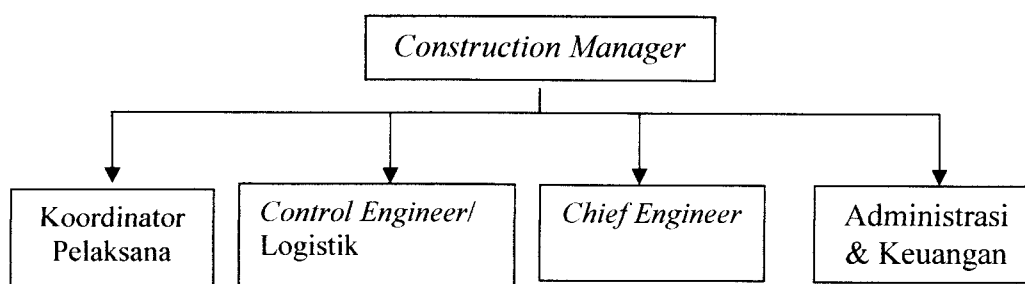 Construction Manager
Koordinator
Pelaksana
Control Engineer/
Logistik
Chief Engineer
Administrasi
& Keuangan